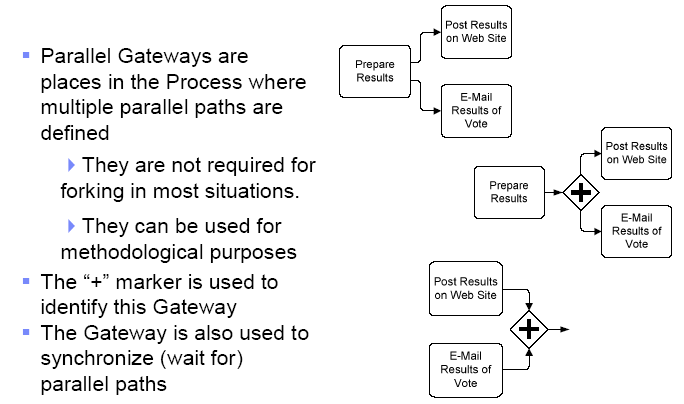 Parallel Gateways are
places in the Process where
multiple parallel paths are
defined
They are not required for
forking in most situations.
They can be used for
methodological purposes
The “+” marker is used to
identify this Gateway
The Gateway is also used to
synchronize (wait for)
parallel paths
Prepare
Results
Post Results
on Web Site
E-Mail
Results of
Vote
Prepare
Results
Post Results
on Web Site
E-Mail
Results of
Vote
Post Results
on Web Site
E-Mail
Results of
Vote